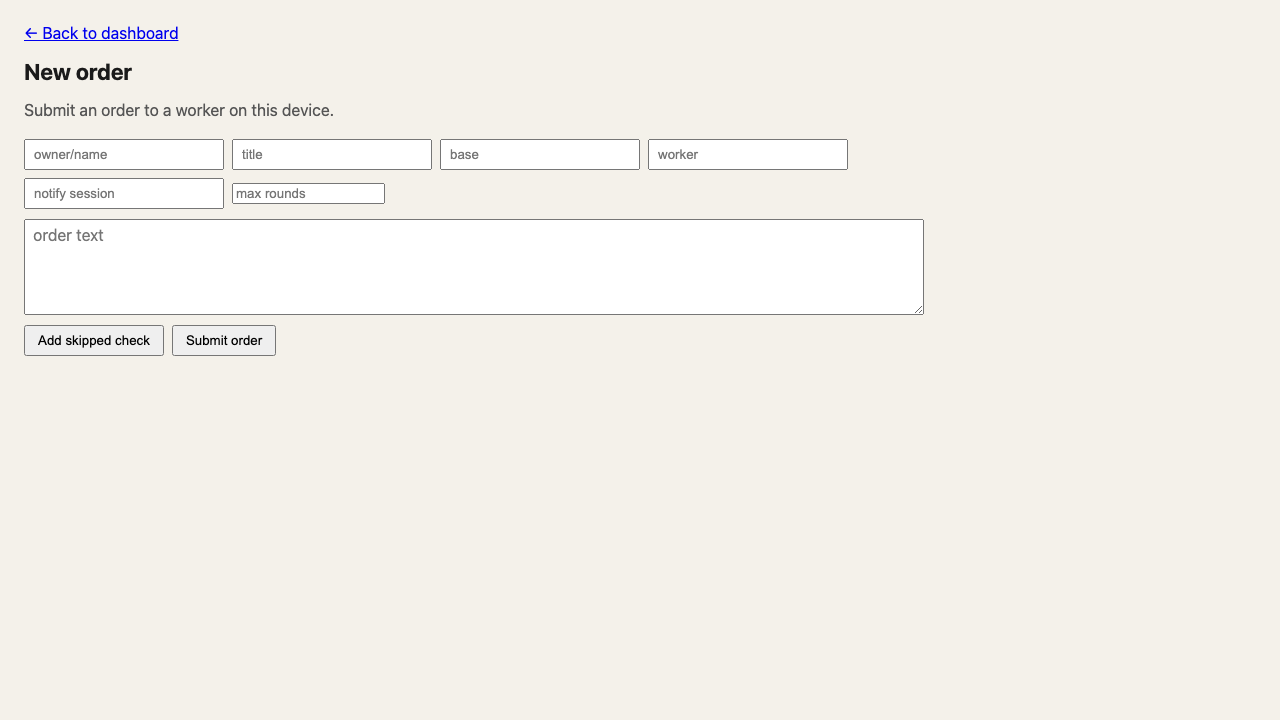 ← Back to dashboard
New order
Submit an order to a worker on this device.
owner/name title base worker
notify session max rounds
order text
Add skipped check Submit order